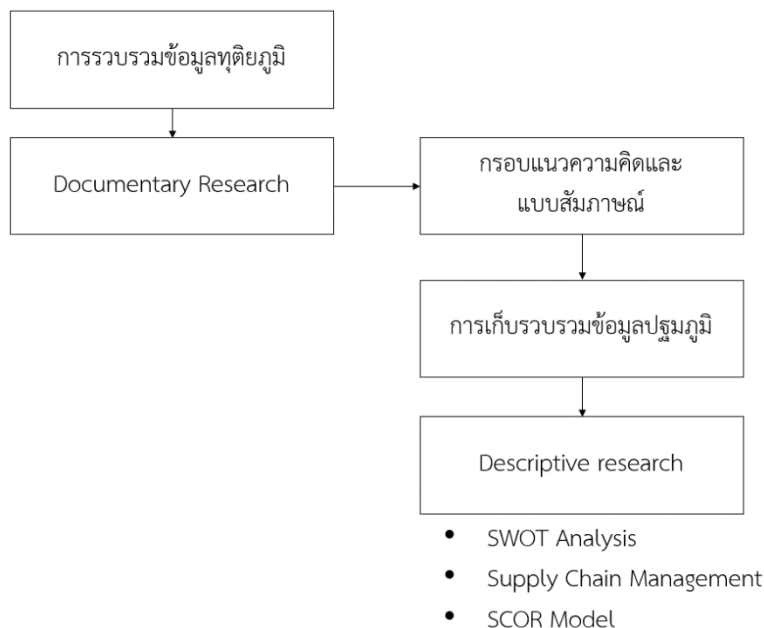 การรวบรวมข้อมูลทุติยภูมิ
Documentary Research
กรอบแนวความคิดและ
แบบสัมภาษณ์
การเก็บรวบรวมข้อมูลปฐมภูมิ
Descriptive research
• SWOT Analysis
• Supply Chain Management
• SCOR Model